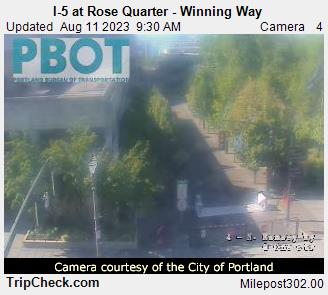 I-5 at Rose Quarter - Winning Way
Updated Aug 11 2023 9:30 AM Camera 4
PBOT
PORTLAND BUREAU OF TRANSPORTATION
Camera courtesy of the City of Portland
TripCheck.com Milepost302.00